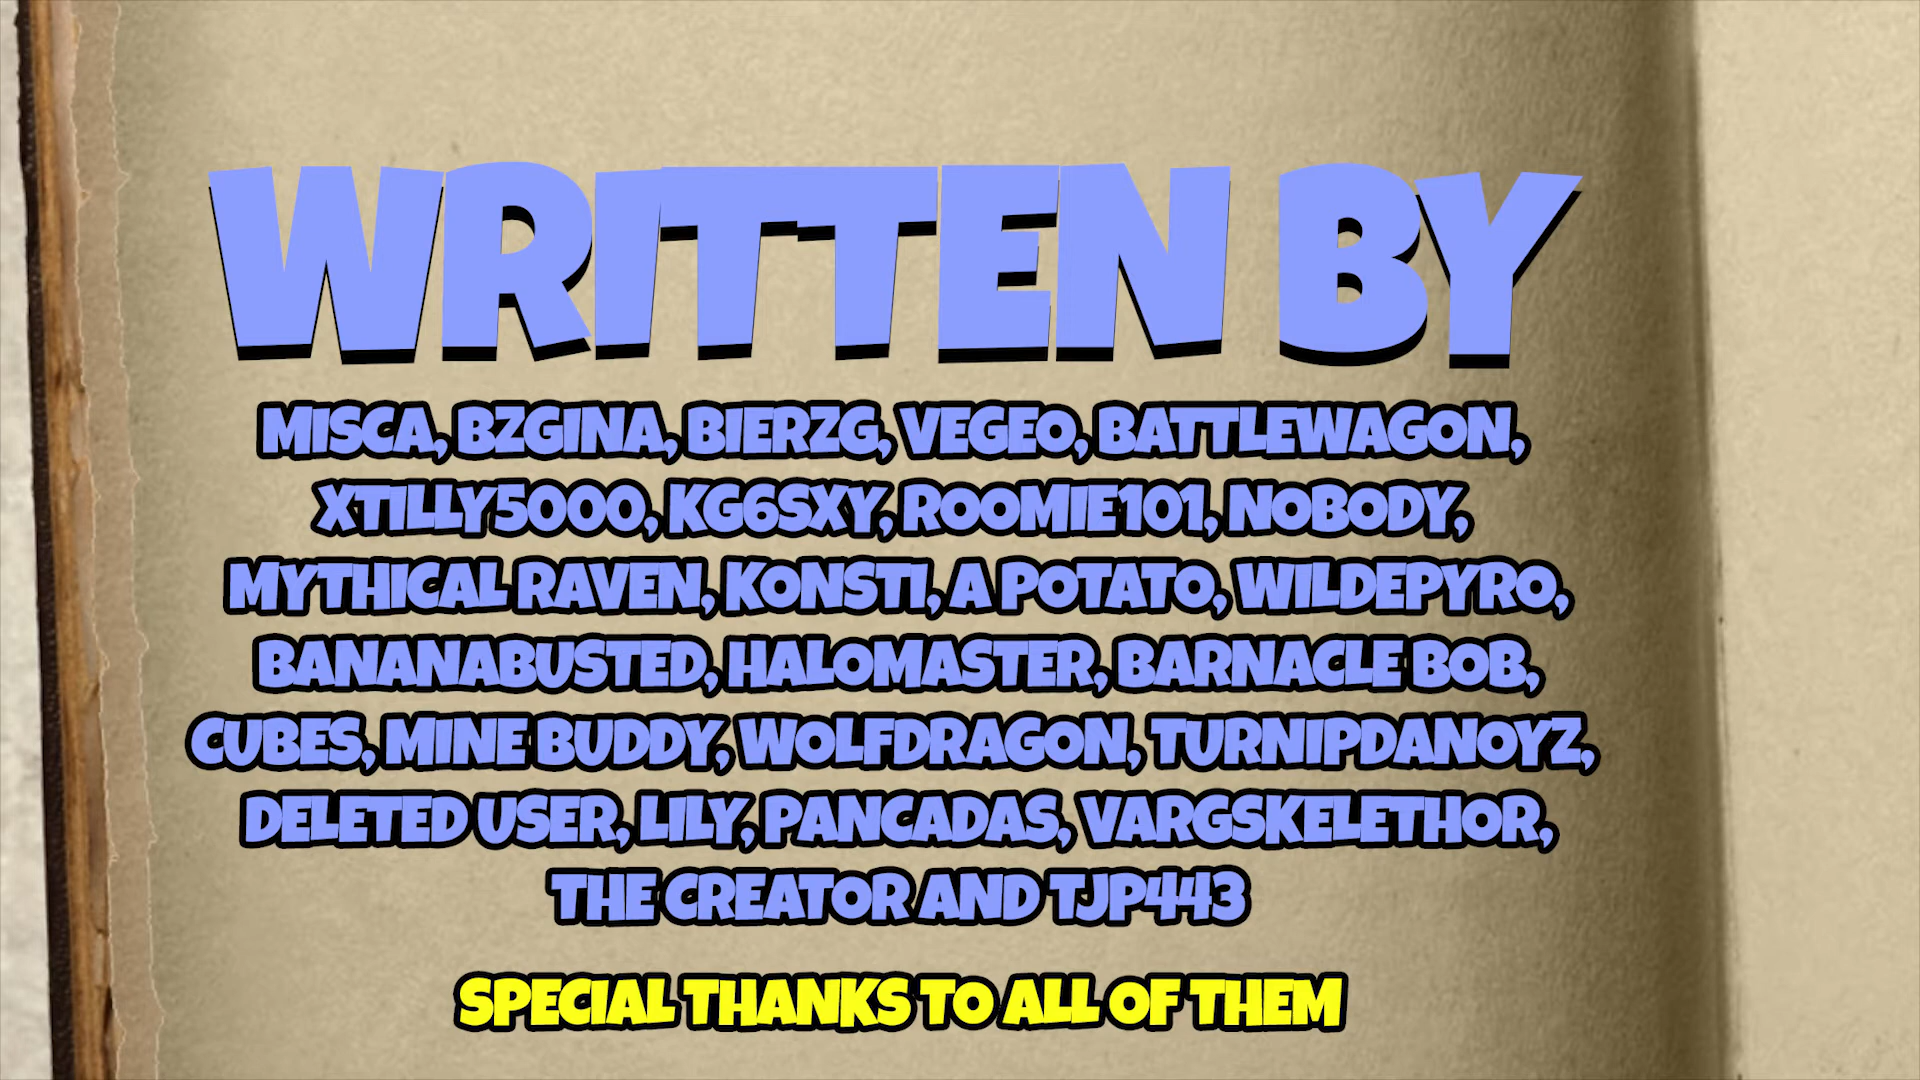 WRITTEN BY
MISCA, BZGINA, BIERZG, VEGEO, BATTLEWAGON,
XTILLY5000, KG6SXY, ROOMIE101, NOBODY,
MYTHICAL RAVEN, KONSTI, A POTATO, WILDEPYRO,
BANANABUSTED, HALOMASTER, BARNACLE BOB,
CUBES, MINE BUDDY, WOLFDRAGON, TURNIPDANOYZ,
DELETED USER, LILY, PANCADAS, VARGSKELETHOR,
THE CREATOR AND TJP443
SPECIAL THANKS TO ALL OF THEM